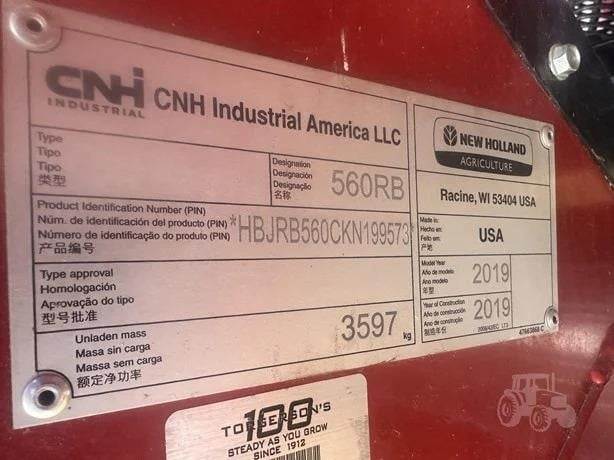 CNH
INDUSTRIAL
CNH Industrial America LLC
Type
Tipo
Tipo
类型
Designation
Designación
Designação
名称
560RB
Product Identification Number (PIN)
Núm. de identificación del producto (PIN)
Número de identificação do produto (PIN)
产品编号
*HBJRB560CKN199573*
Type approval
Homologación
Aprovação do tipo
型号批准
Unladen mass
Masa sin carga
Massa sem carga
额定净功率
3597 kg
NEW HOLLAND
AGRICULTURE
Racine, WI 53404 USA
Made in:
Hecho en:
Feito em:
产地
USA
Model Year
Año de modelo
Ano de modelo
年型
2019
Year of Construction
Año de construcción
Ano de construção
制造年份
2019
47663868 C
TORGERSON'S
100
STEADY AS YOU GROW
SINCE 1912